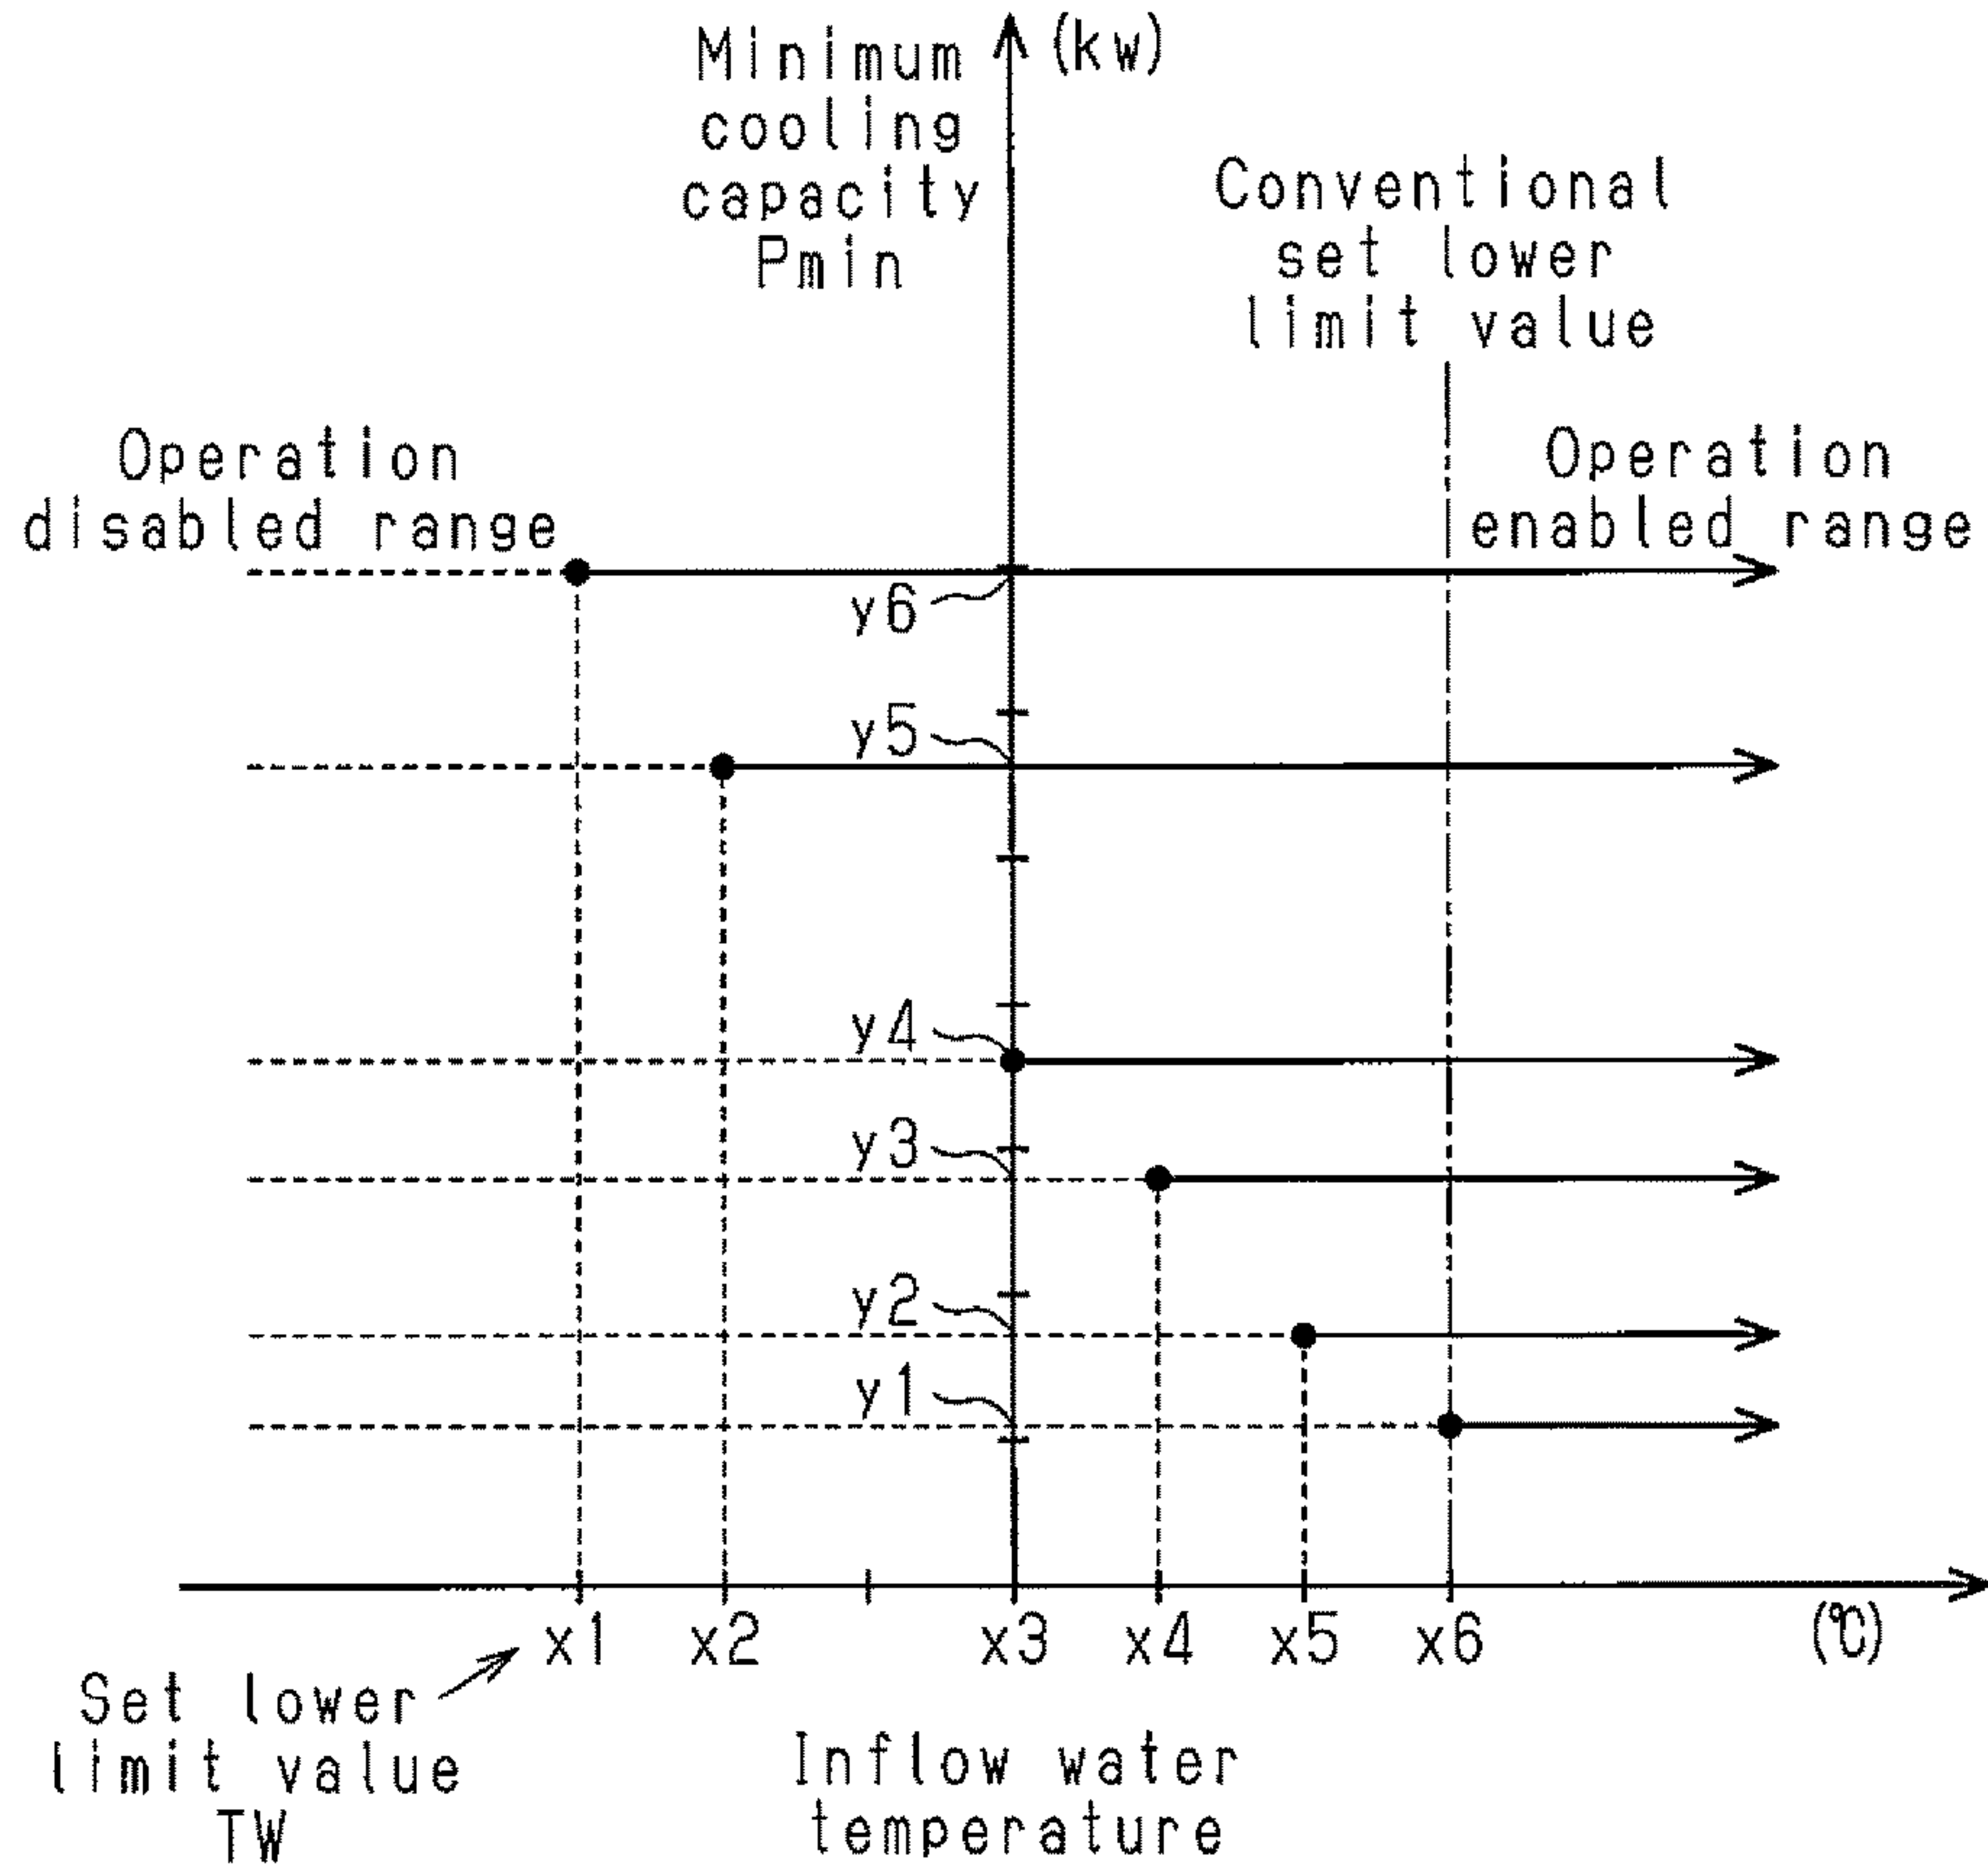 Minimum
cooling
capacity
Pmin
(kw)
Conventional
set lower
limit value
Operation
disabled range
Operation
enabled range
y6
y5
y4
y3
y2
y1
x1
x2
x3
x4
x5
x6
(℃)
Set lower
limit value
TW
Inflow water
temperature